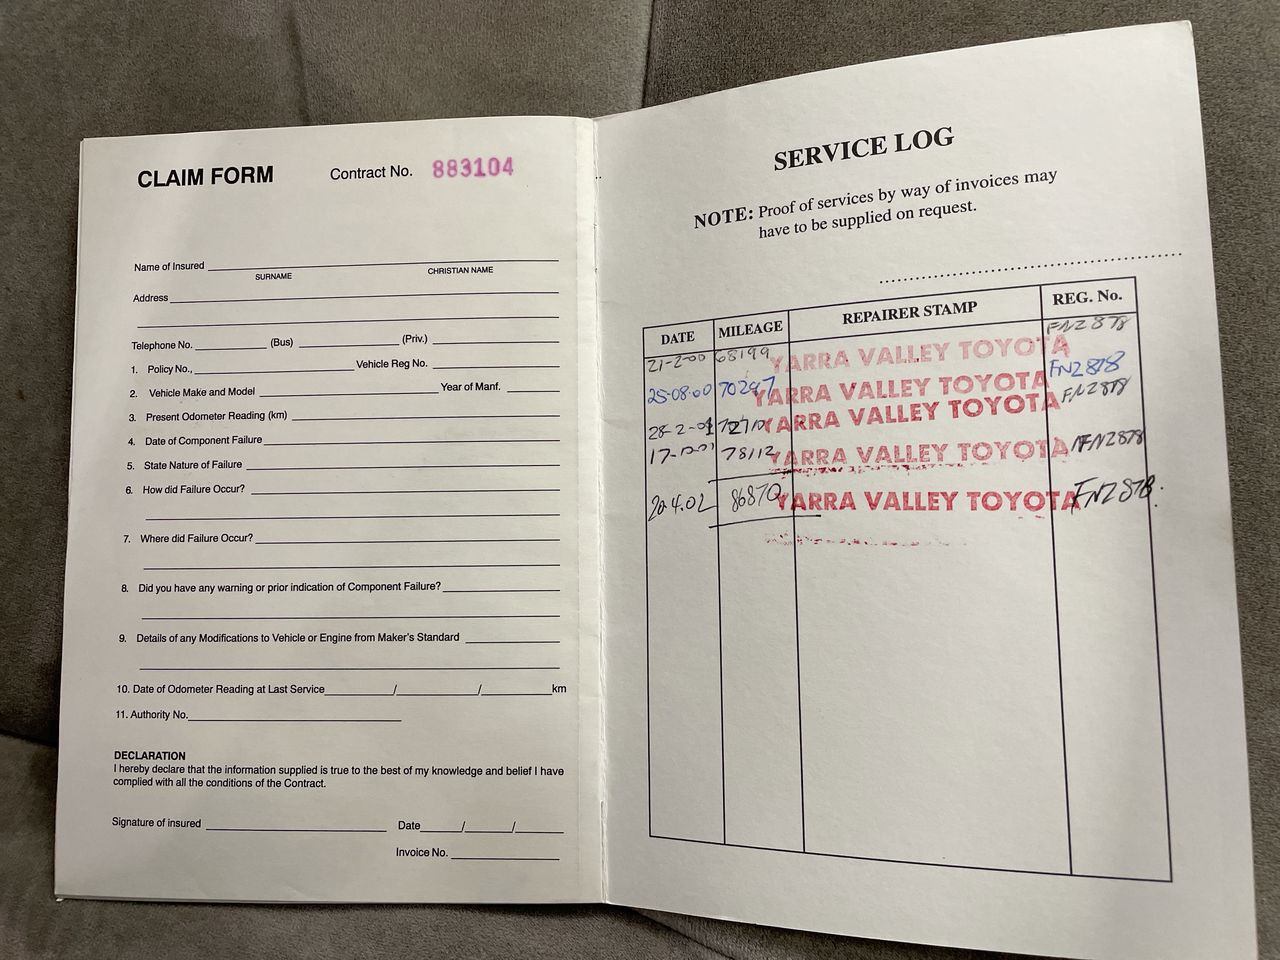 CLAIM FORM Contract No. 883104
Name of Insured
SURNAME CHRISTIAN NAME
Address
Telephone No. (Bus) (Priv.)
1. Policy No., Vehicle Reg No.
2. Vehicle Make and Model Year of Manf.
3. Present Odometer Reading (km)
4. Date of Component Failure
5. State Nature of Failure
6. How did Failure Occur?
7. Where did Failure Occur?
8. Did you have any warning or prior indication of Component Failure?
9. Details of any Modifications to Vehicle or Engine from Maker's Standard
10. Date of Odometer Reading at Last Service / / km
11. Authority No.
DECLARATION
I hereby declare that the information supplied is true to the best of my knowledge and belief I have
complied with all the conditions of the Contract.
Signature of insured Date / /
Invoice No.
SERVICE LOG
NOTE: Proof of services by way of invoices may
have to be supplied on request.
DATE MILEAGE REPAIRER STAMP REG. No.
21-2-00 68199 YARRA VALLEY TOYOTA FNZ878
25-08-00 70297 YARRA VALLEY TOYOTA FNZ878
YARRA VALLEY TOYOTA FNZ878
78112 YARRA VALLEY TOYOTA FNZ878
20.4.02 86870 YARRA VALLEY TOYOTA FNZ878.